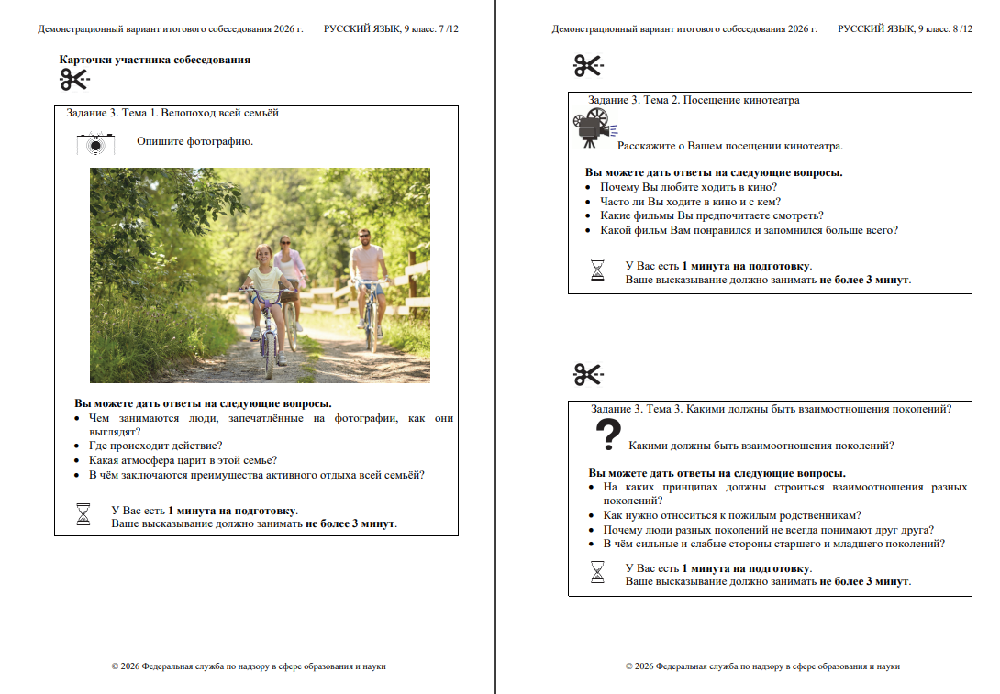 Демонстрационный вариант итогового собеседования 2026 г. РУССКИЙ ЯЗЫК, 9 класс. 7 /12
Карточки участника собеседования
Задание 3. Тема 1. Велопоход всей семьёй
Опишите фотографию.
Вы можете дать ответы на следующие вопросы.
• Чем занимаются люди, запечатлённые на фотографии, как они
выглядят?
• Где происходит действие?
• Какая атмосфера царит в этой семье?
• В чём заключаются преимущества активного отдыха всей семьёй?
У Вас есть 1 минута на подготовку.
Ваше высказывание должно занимать не более 3 минут.
© 2026 Федеральная служба по надзору в сфере образования и науки
Демонстрационный вариант итогового собеседования 2026 г. РУССКИЙ ЯЗЫК, 9 класс. 8 /12
Задание 3. Тема 2. Посещение кинотеатра
Расскажите о Вашем посещении кинотеатра.
Вы можете дать ответы на следующие вопросы.
• Почему Вы любите ходить в кино?
• Часто ли Вы ходите в кино и с кем?
• Какие фильмы Вы предпочитаете смотреть?
• Какой фильм Вам понравился и запомнился больше всего?
У Вас есть 1 минута на подготовку.
Ваше высказывание должно занимать не более 3 минут.
Задание 3. Тема 3. Какими должны быть взаимоотношения поколений?
? Какими должны быть взаимоотношения поколений?
Вы можете дать ответы на следующие вопросы.
• На каких принципах должны строиться взаимоотношения разных
поколений?
• Как нужно относиться к пожилым родственникам?
• Почему люди разных поколений не всегда понимают друг друга?
• В чём сильные и слабые стороны старшего и младшего поколений?
У Вас есть 1 минута на подготовку.
Ваше высказывание должно занимать не более 3 минут.
© 2026 Федеральная служба по надзору в сфере образования и науки